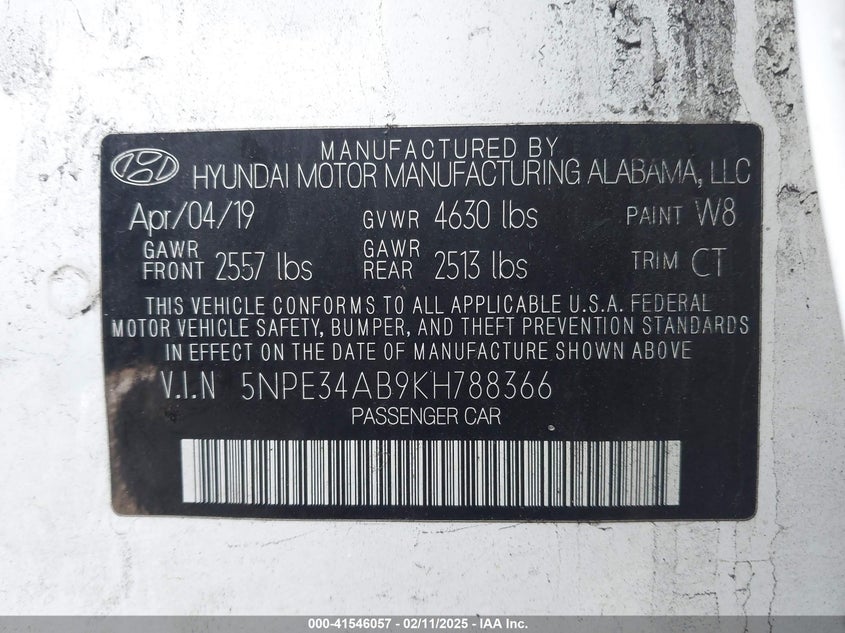 MANUFACTURED BY
HYUNDAI MOTOR MANUFACTURING ALABAMA, LLC
Apr/04/19 GVWR 4630 lbs PAINT W8
GAWR FRONT 2557 lbs GAWR REAR 2513 lbs TRIM CT
THIS VEHICLE CONFORMS TO ALL APPLICABLE U.S.A. FEDERAL
MOTOR VEHICLE SAFETY, BUMPER, AND THEFT PREVENTION STANDARDS
IN EFFECT ON THE DATE OF MANUFACTURE SHOWN ABOVE
V.I.N 5NPE34AB9KH788366
PASSENGER CAR
000-41546057 - 02/11/2025 - IAA Inc.